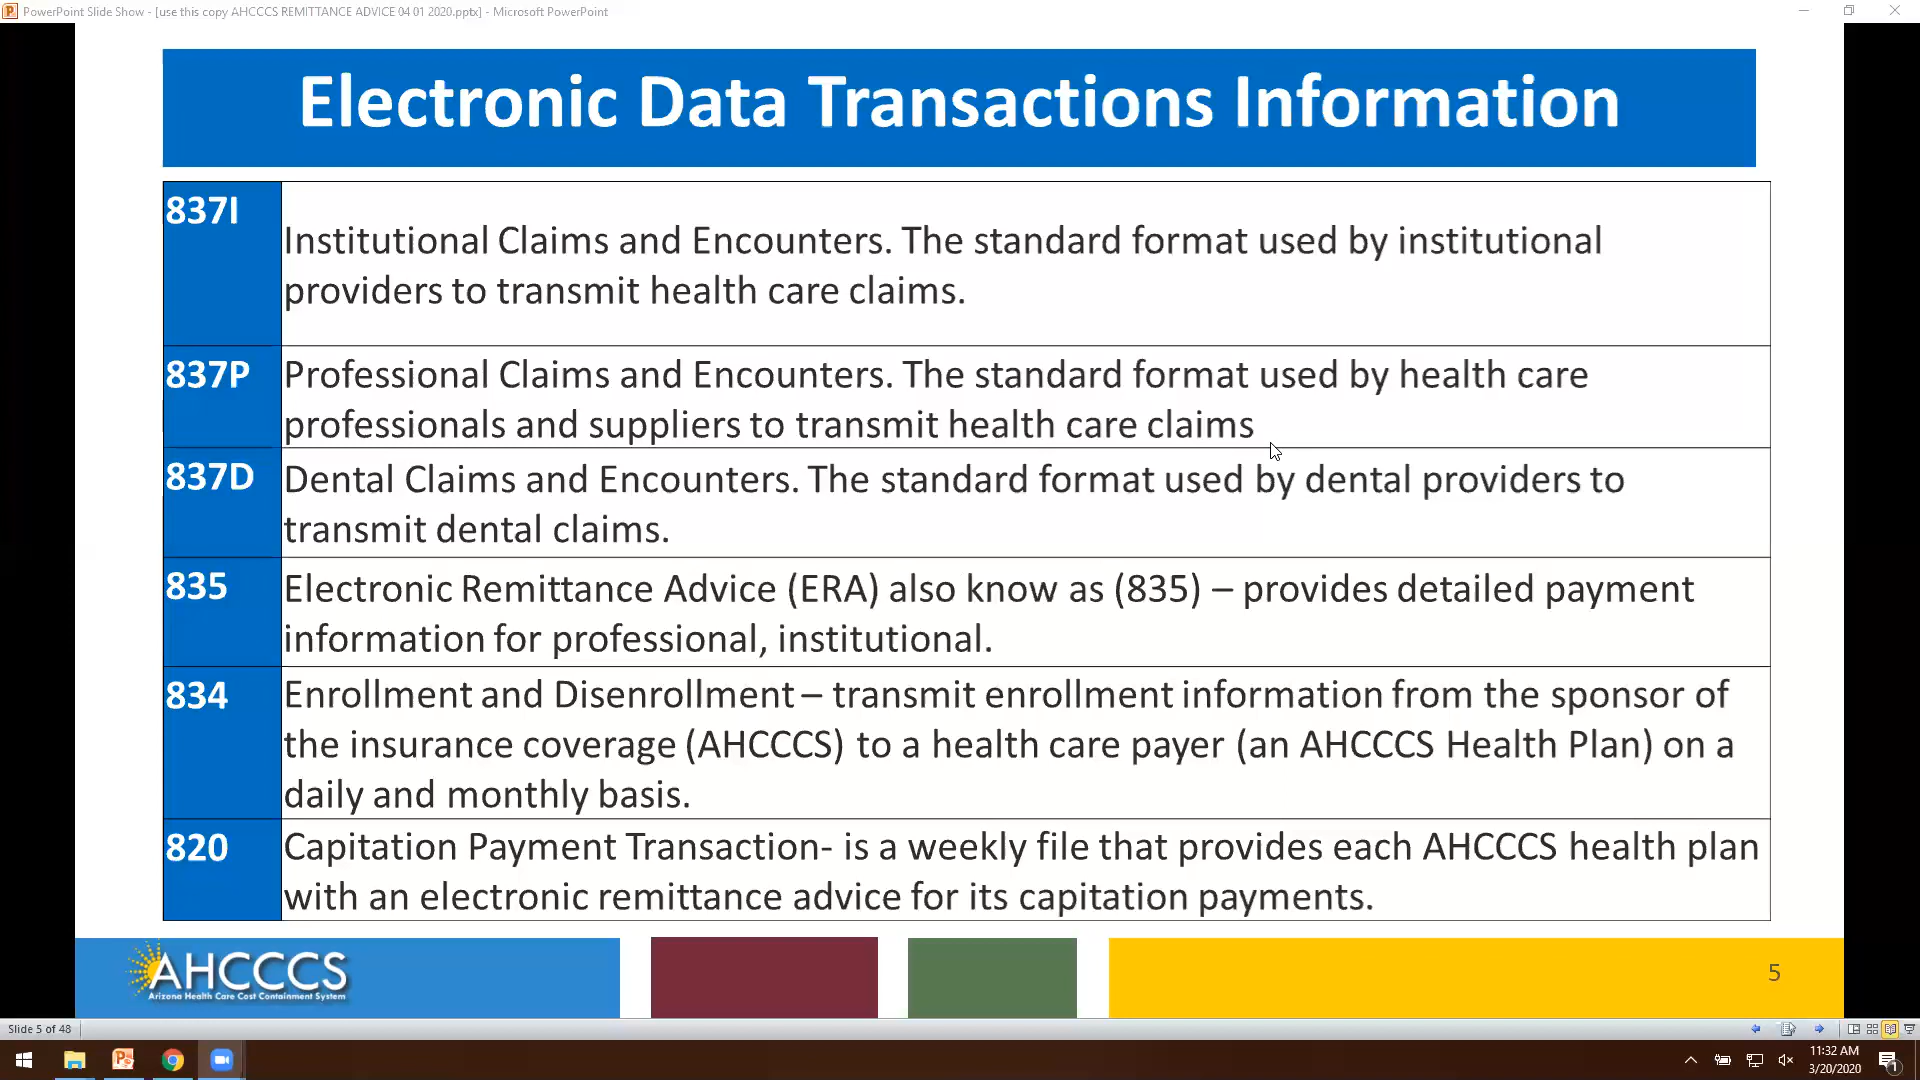 PowerPoint Slide Show - [use this copy AHCCCS REMITTANCE ADVICE 04 01 2020.pptx] - Microsoft PowerPoint
Electronic Data Transactions Information
837I
Institutional Claims and Encounters. The standard format used by institutional
providers to transmit health care claims.
837P
Professional Claims and Encounters. The standard format used by health care
professionals and suppliers to transmit health care claims
837D
Dental Claims and Encounters. The standard format used by dental providers to
transmit dental claims.
835
Electronic Remittance Advice (ERA) also know as (835) – provides detailed payment
information for professional, institutional.
834
Enrollment and Disenrollment – transmit enrollment information from the sponsor of
the insurance coverage (AHCCCS) to a health care payer (an AHCCCS Health Plan) on a
daily and monthly basis.
820
Capitation Payment Transaction- is a weekly file that provides each AHCCCS health plan
with an electronic remittance advice for its capitation payments.
AHCCCS
Arizona Health Care Cost Containment System
5
Slide 5 of 48
11:32 AM
3/20/2020
1